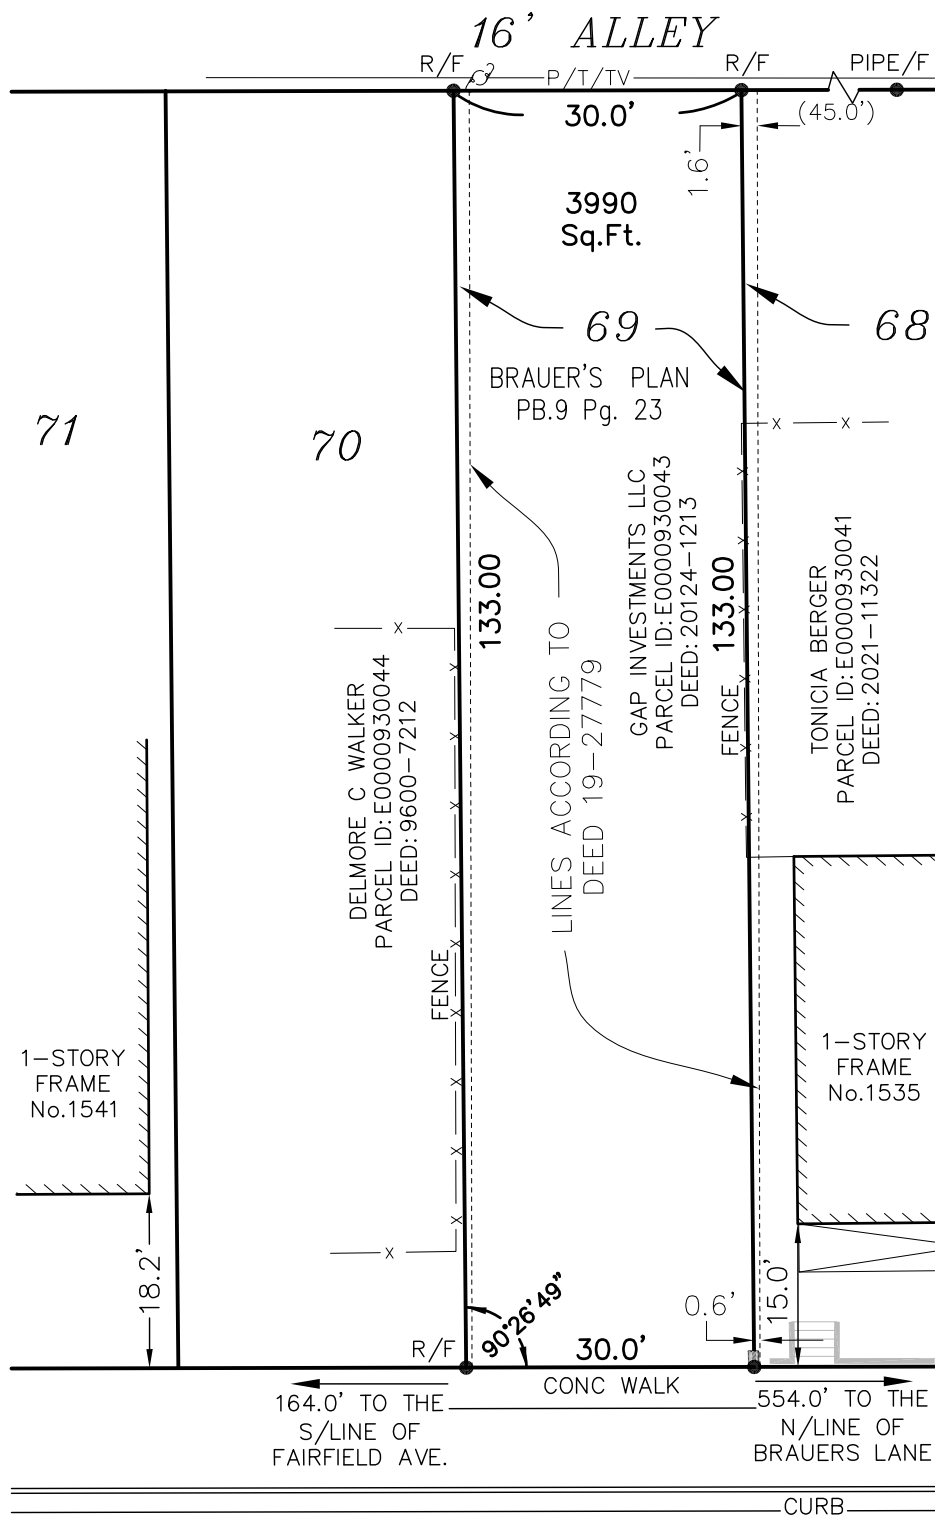 16' ALLEY
R/F
P/T/TV
R/F
PIPE/F
30.0'
(45.0')
1.6'
3990
Sq.Ft.
69
68
BRAUER'S PLAN
PB.9 Pg. 23
71
70
133.00
133.00
GAP INVESTMENTS LLC
PARCEL ID:E0000930043
DEED:20124-1213
TONICIA BERGER
PARCEL ID:E0000930041
DEED:2021-11322
FENCE
DELMORE C WALKER
PARCEL ID:E0000930044
DEED:9600-7212
LINES ACCORDING TO
DEED 19-27779
FENCE
1-STORY
FRAME
No.1541
1-STORY
FRAME
No.1535
18.2'
15.0'
0.6'
90°26'49"
R/F
30.0'
CONC WALK
164.0' TO THE
S/LINE OF
FAIRFIELD AVE.
554.0' TO THE
N/LINE OF
BRAUERS LANE
CURB